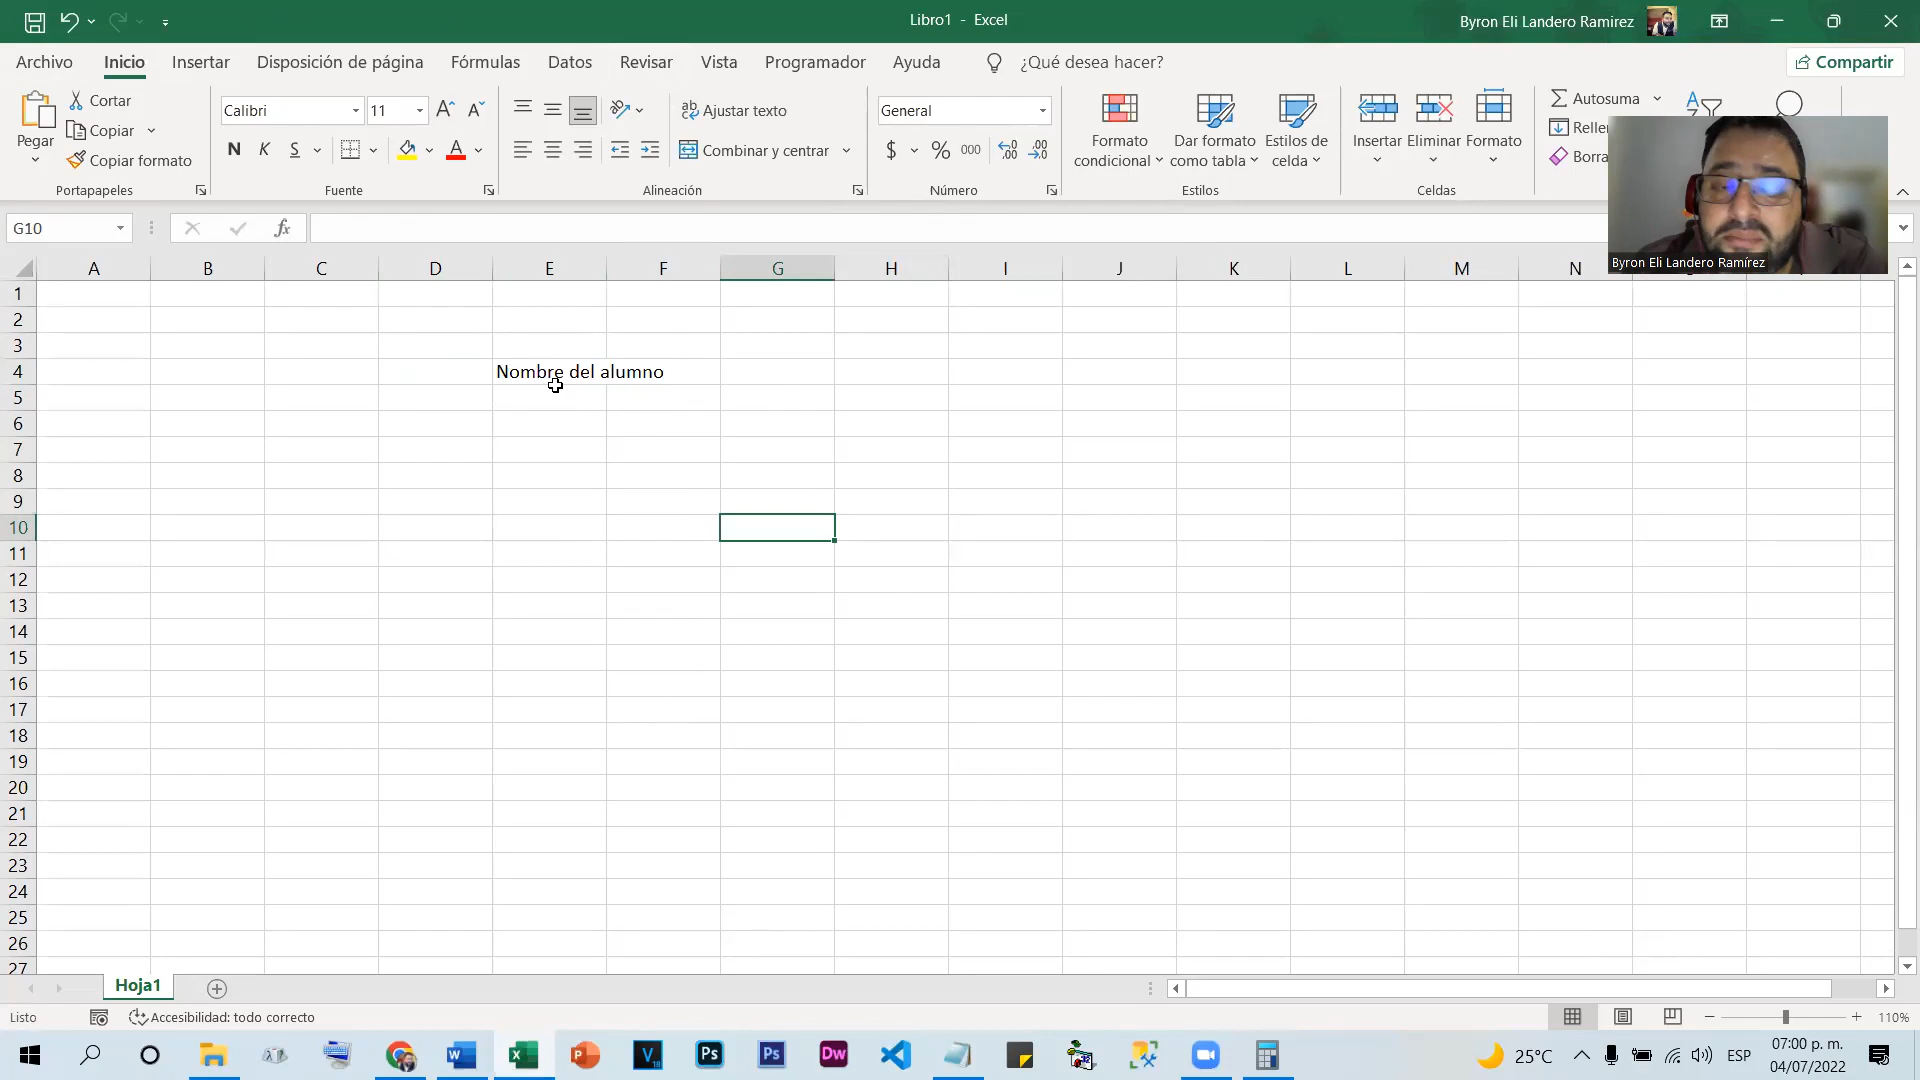 Libro1 - Excel
Byron Eli Landero Ramirez
Archivo Inicio Insertar Disposición de página Fórmulas Datos Revisar Vista Programador Ayuda ¿Qué desea hacer? Compartir
Pegar
Cortar
Copiar
Copiar formato
Portapapeles
Calibri 11
N K S
Fuente
Ajustar texto
Combinar y centrar
Alineación
General
$ % 000
Número
Formato condicional
Dar formato como tabla
Estilos de celda
Estilos
Insertar Eliminar Formato
Celdas
Autosuma
Relle
Borra
Byron Eli Landero Ramírez
G10
fx
A B C D E F G H I J K L M N
1
2
3
4 Nombre del alumno
5
6
7
8
9
10
11
12
13
14
15
16
17
18
19
20
21
22
23
24
25
26
27
Hoja1
Listo
Accesibilidad: todo correcto
110%
25°C
ESP
07:00 p. m.
04/07/2022